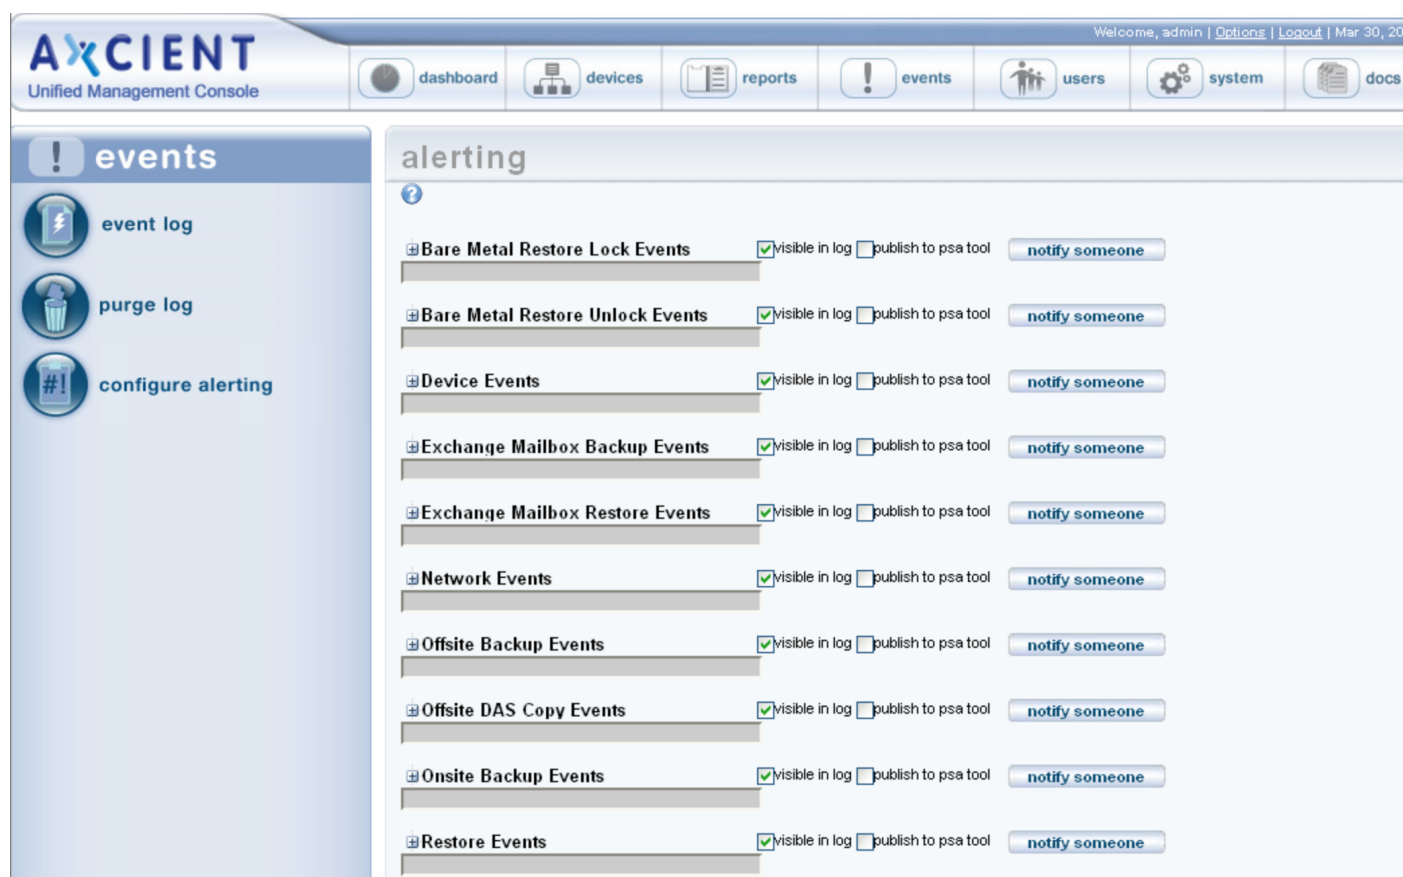 AXCIENT
Unified Management Console
Welcome, admin | Options | Logout | Mar 30, 20
dashboard devices reports ! events users system docs
! events
event log
purge log
#! configure alerting
alerting
?
Bare Metal Restore Lock Events visible in log publish to psa tool notify someone
Bare Metal Restore Unlock Events visible in log publish to psa tool notify someone
Device Events visible in log publish to psa tool notify someone
Exchange Mailbox Backup Events visible in log publish to psa tool notify someone
Exchange Mailbox Restore Events visible in log publish to psa tool notify someone
Network Events visible in log publish to psa tool notify someone
Offsite Backup Events visible in log publish to psa tool notify someone
Offsite DAS Copy Events visible in log publish to psa tool notify someone
Onsite Backup Events visible in log publish to psa tool notify someone
Restore Events visible in log publish to psa tool notify someone